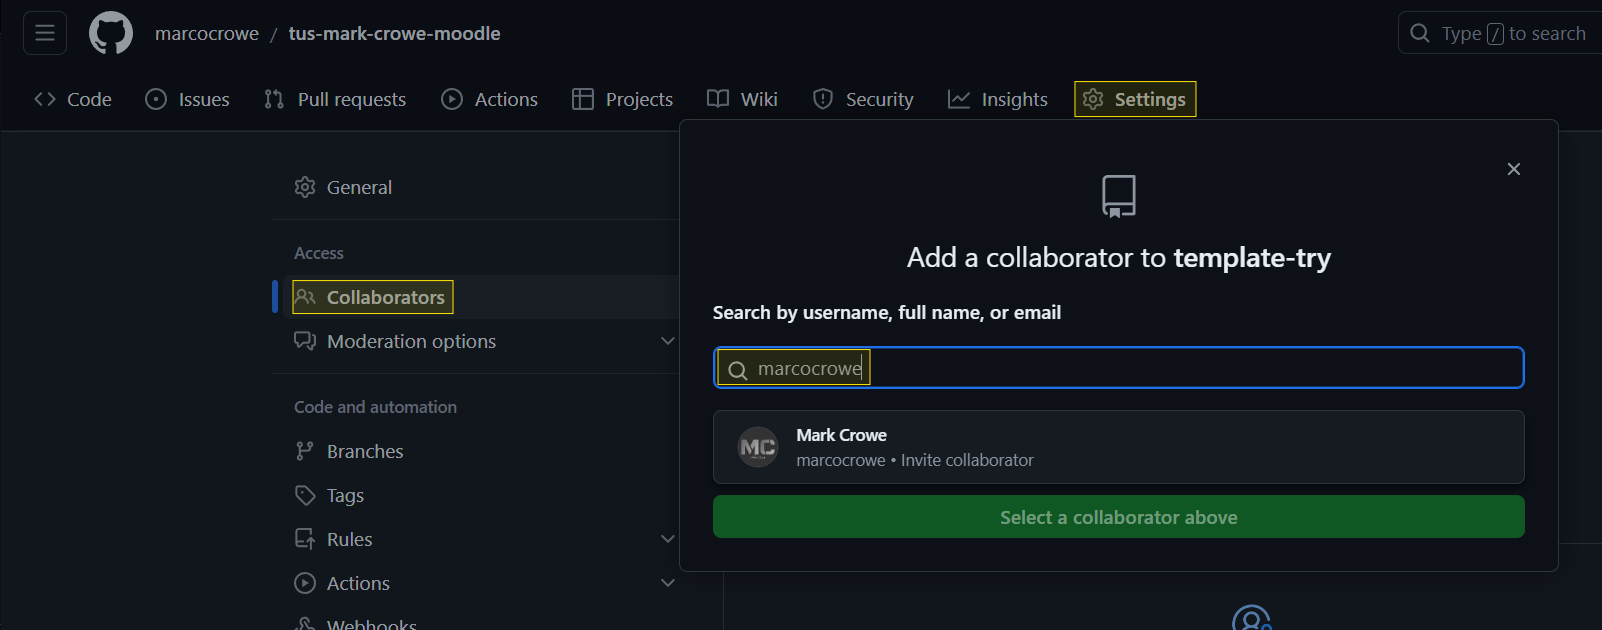 marcocrowe / tus-mark-crowe-moodle
Type / to search
Code Issues Pull requests Actions Projects Wiki Security Insights Settings
General
Access
Collaborators
Moderation options
Code and automation
Branches
Tags
Rules
Actions
Webhooks
Add a collaborator to template-try
Search by username, full name, or email
marcocrowe
MC
Mark Crowe
marcocrowe • Invite collaborator
Select a collaborator above